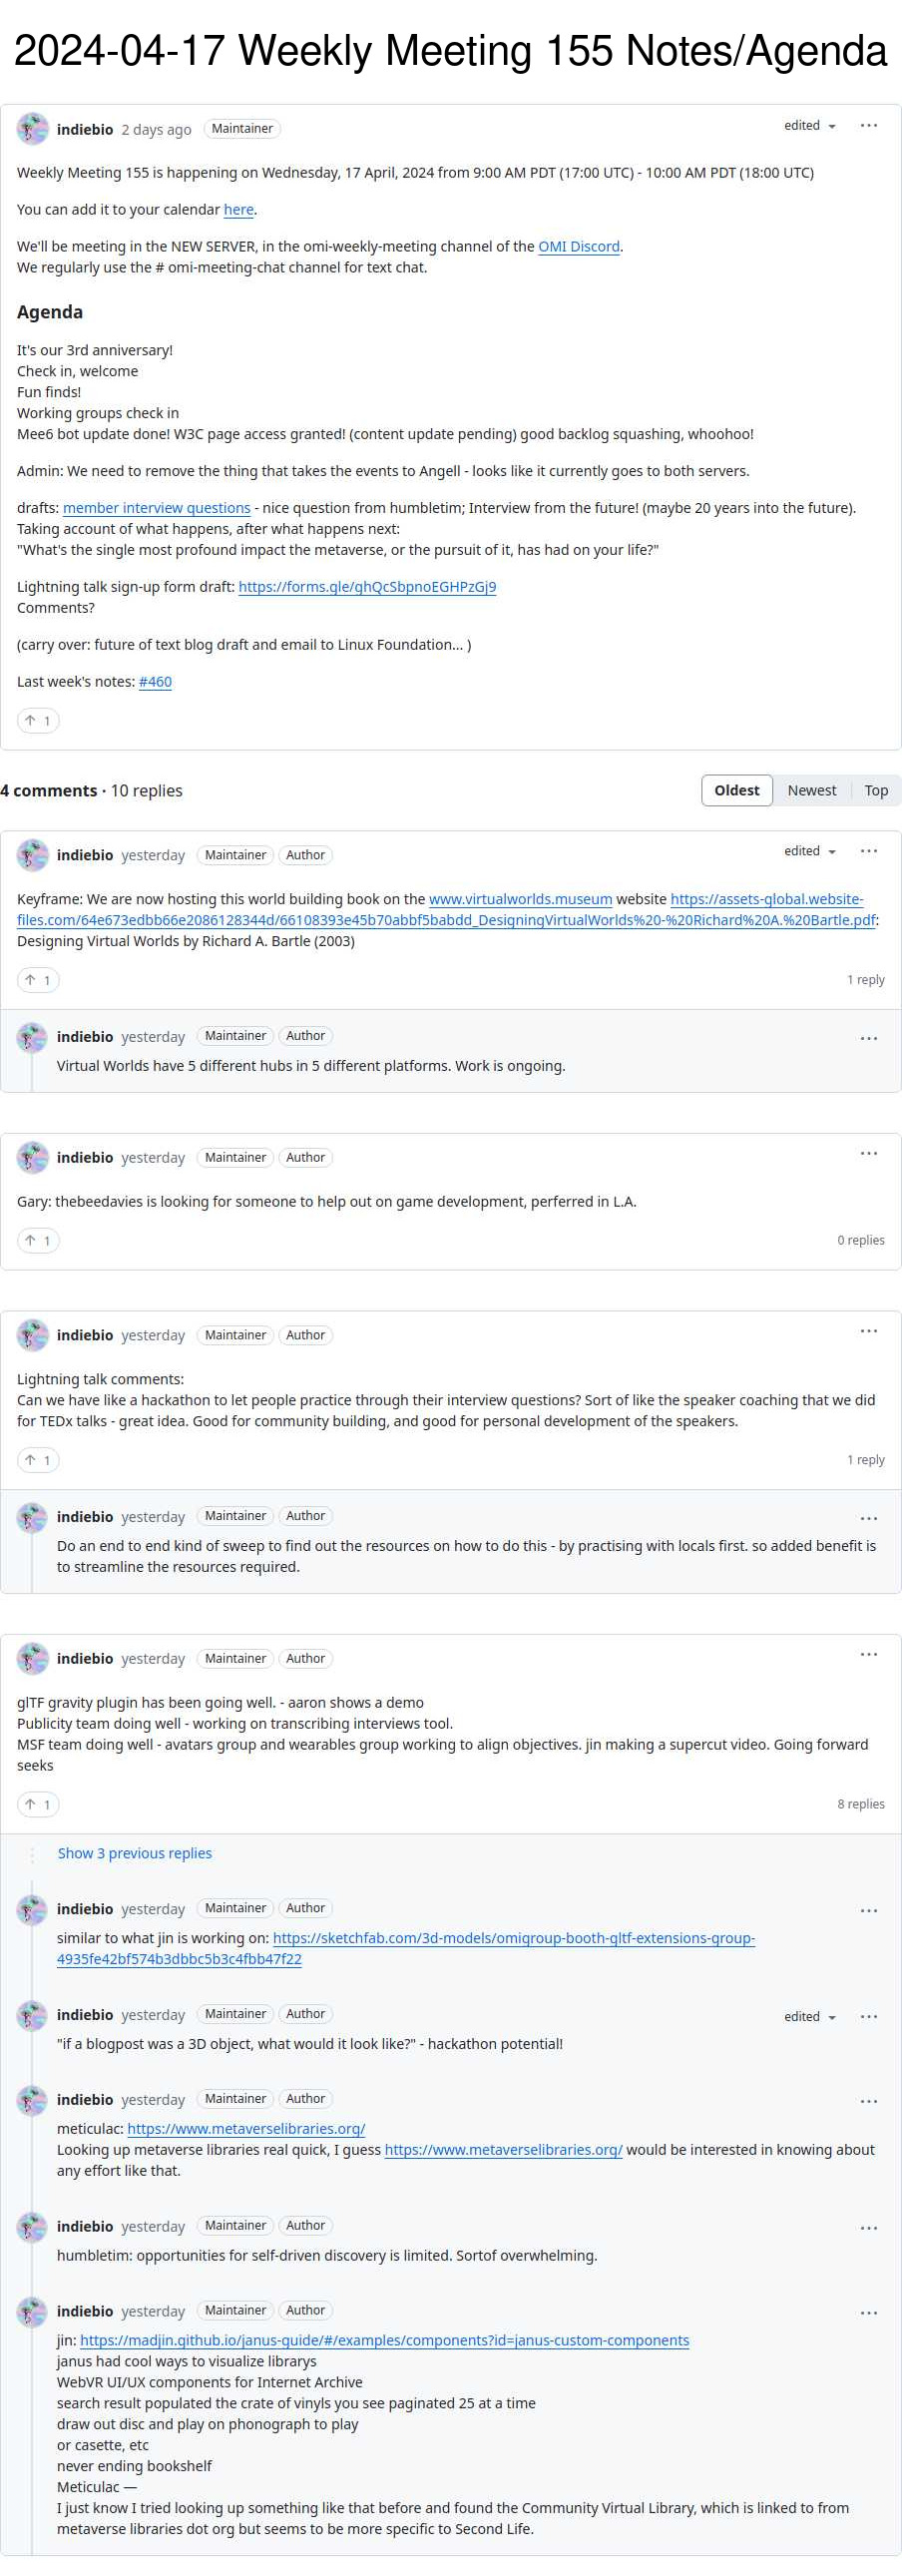 2024-04-17 Weekly Meeting 155 Notes/Agenda
indiebio 2 days ago Maintainer edited
Weekly Meeting 155 is happening on Wednesday, 17 April, 2024 from 9:00 AM PDT (17:00 UTC) - 10:00 AM PDT (18:00 UTC)
You can add it to your calendar here.
We'll be meeting in the NEW SERVER, in the omi-weekly-meeting channel of the OMI Discord.
We regularly use the # omi-meeting-chat channel for text chat.
Agenda
It's our 3rd anniversary!
Check in, welcome
Fun finds!
Working groups check in
Mee6 bot update done! W3C page access granted! (content update pending) good backlog squashing, whoohoo!
Admin: We need to remove the thing that takes the events to Angell - looks like it currently goes to both servers.
drafts: member interview questions - nice question from humbletim; Interview from the future! (maybe 20 years into the future).
Taking account of what happens, after what happens next:
"What's the single most profound impact the metaverse, or the pursuit of it, has had on your life?"
Lightning talk sign-up form draft: https://forms.gle/ghQcSbpnoEGHPzGj9
Comments?
(carry over: future of text blog draft and email to Linux Foundation... )
Last week's notes: #460
↑ 1
4 comments · 10 replies Oldest Newest Top
indiebio yesterday Maintainer Author edited
Keyframe: We are now hosting this world building book on the www.virtualworlds.museum website https://assets-global.website-
files.com/64e673edbb66e2086128344d/66108393e45b70abbf5babdd_DesigningVirtualWorlds%20-%20Richard%20A.%20Bartle.pdf:
Designing Virtual Worlds by Richard A. Bartle (2003)
↑ 1 1 reply
indiebio yesterday Maintainer Author
Virtual Worlds have 5 different hubs in 5 different platforms. Work is ongoing.
indiebio yesterday Maintainer Author
Gary: thebeedavies is looking for someone to help out on game development, perferred in L.A.
↑ 1 0 replies
indiebio yesterday Maintainer Author
Lightning talk comments:
Can we have like a hackathon to let people practice through their interview questions? Sort of like the speaker coaching that we did
for TEDx talks - great idea. Good for community building, and good for personal development of the speakers.
↑ 1 1 reply
indiebio yesterday Maintainer Author
Do an end to end kind of sweep to find out the resources on how to do this - by practising with locals first. so added benefit is
to streamline the resources required.
indiebio yesterday Maintainer Author
glTF gravity plugin has been going well. - aaron shows a demo
Publicity team doing well - working on transcribing interviews tool.
MSF team doing well - avatars group and wearables group working to align objectives. jin making a supercut video. Going forward
seeks
↑ 1 8 replies
Show 3 previous replies
indiebio yesterday Maintainer Author
similar to what jin is working on: https://sketchfab.com/3d-models/omigroup-booth-gltf-extensions-group-
4935fe42bf574b3dbbc5b3c4fbb47f22
indiebio yesterday Maintainer Author edited
"if a blogpost was a 3D object, what would it look like?" - hackathon potential!
indiebio yesterday Maintainer Author
meticulac: https://www.metaverselibraries.org/
Looking up metaverse libraries real quick, I guess https://www.metaverselibraries.org/ would be interested in knowing about
any effort like that.
indiebio yesterday Maintainer Author
humbletim: opportunities for self-driven discovery is limited. Sortof overwhelming.
indiebio yesterday Maintainer Author
jin: https://madjin.github.io/janus-guide/#/examples/components?id=janus-custom-components
janus had cool ways to visualize librarys
WebVR UI/UX components for Internet Archive
search result populated the crate of vinyls you see paginated 25 at a time
draw out disc and play on phonograph to play
or casette, etc
never ending bookshelf
Meticulac —
I just know I tried looking up something like that before and found the Community Virtual Library, which is linked to from
metaverse libraries dot org but seems to be more specific to Second Life.